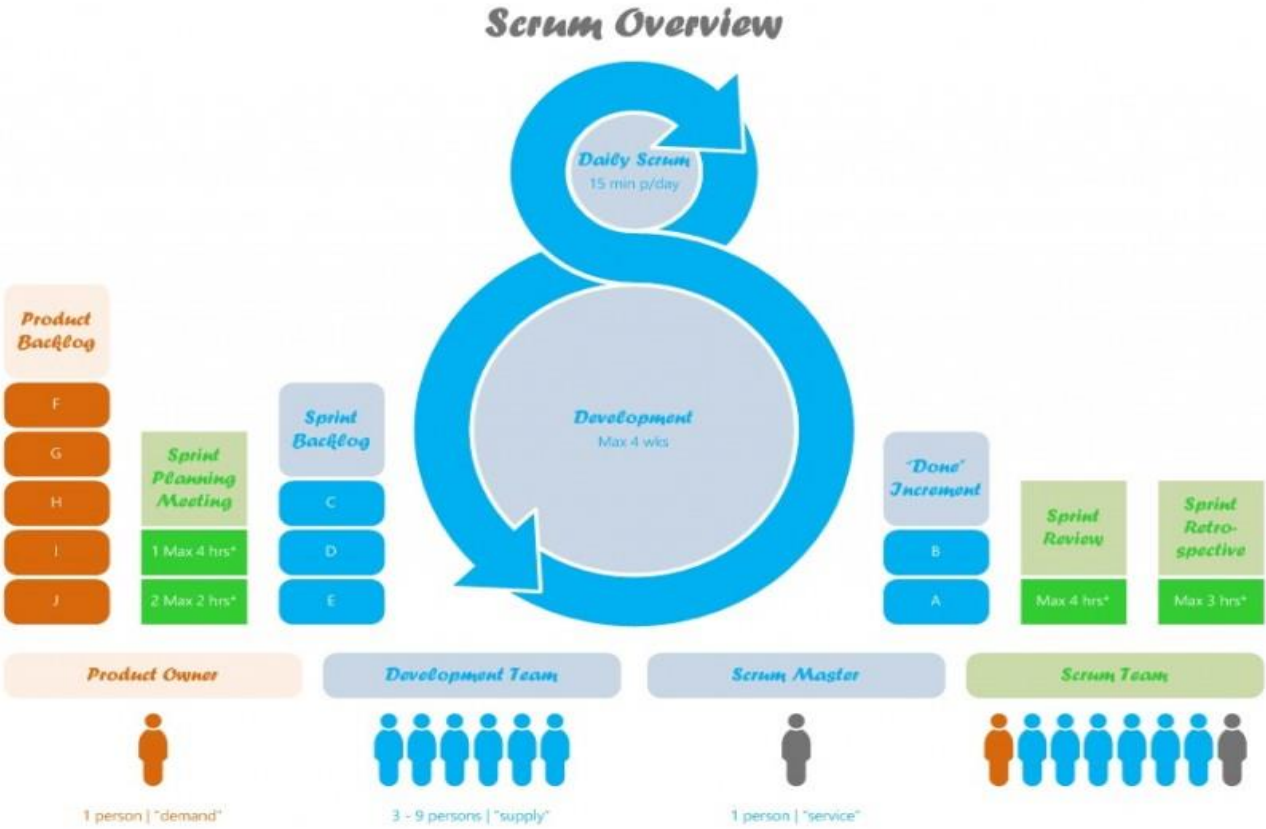 Scrum Overview
Daily Scrum
15 min p/day
Product
Backlog
F
G
H
I
J
Sprint
Planning
Meeting
1 Max 4 hrs*
2 Max 2 hrs*
Sprint
Backlog
C
D
E
Development
Max 4 wks
"Done"
Increment
B
A
Sprint
Review
Max 4 hrs*
Sprint
Retro-
spective
Max 3 hrs*
Product Owner
Development Team
Scrum Master
Scrum Team
1 person | "demand"
3 - 9 persons | "supply"
1 person | "service"